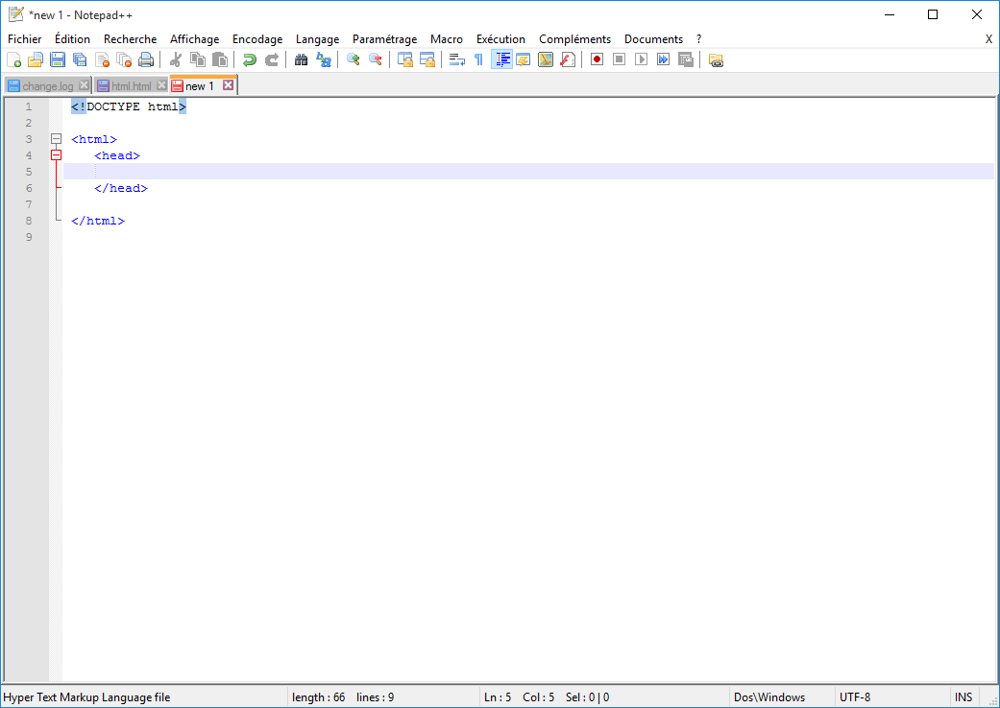 *new 1 - Notepad++
Fichier Édition Recherche Affichage Encodage Langage Paramétrage Macro Exécution Compléments Documents ? X
change.log html.html new 1
1 <!DOCTYPE html>
2
3 <html>
4 <head>
5
6 </head>
7
8 </html>
9
Hyper Text Markup Language file length : 66 lines : 9 Ln : 5 Col : 5 Sel : 0 | 0 Dos\Windows UTF-8 INS